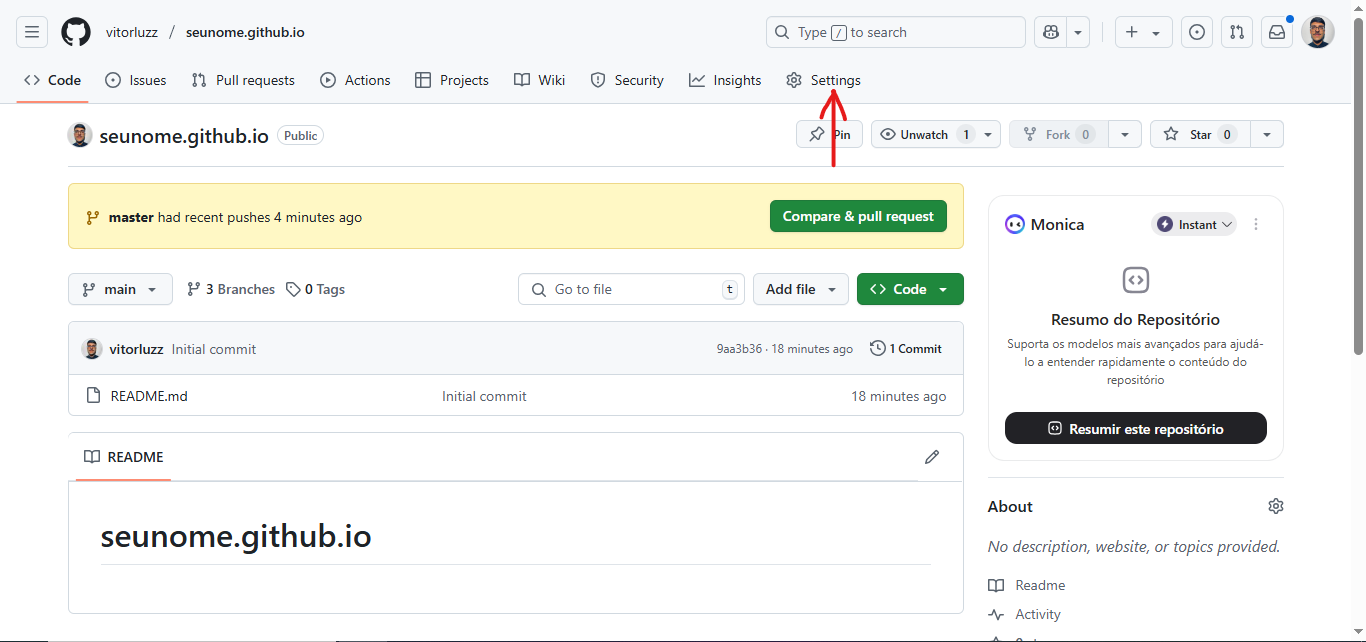 vitorluzz / seunome.github.io
Type / to search
Code
Issues
Pull requests
Actions
Projects
Wiki
Security
Insights
Settings
seunome.github.io
Public
Pin
Unwatch 1
Fork 0
Star 0
master had recent pushes 4 minutes ago
Compare & pull request
main
3 Branches
0 Tags
Go to file
t
Add file
Code
vitorluzz Initial commit
9aa3b36 · 18 minutes ago
1 Commit
README.md
Initial commit
18 minutes ago
README
seunome.github.io
Monica
Instant
Resumo do Repositório
Suporta os modelos mais avançados para ajudá-
lo a entender rapidamente o conteúdo do
repositório
Resumir este repositório
About
No description, website, or topics provided.
Readme
Activity